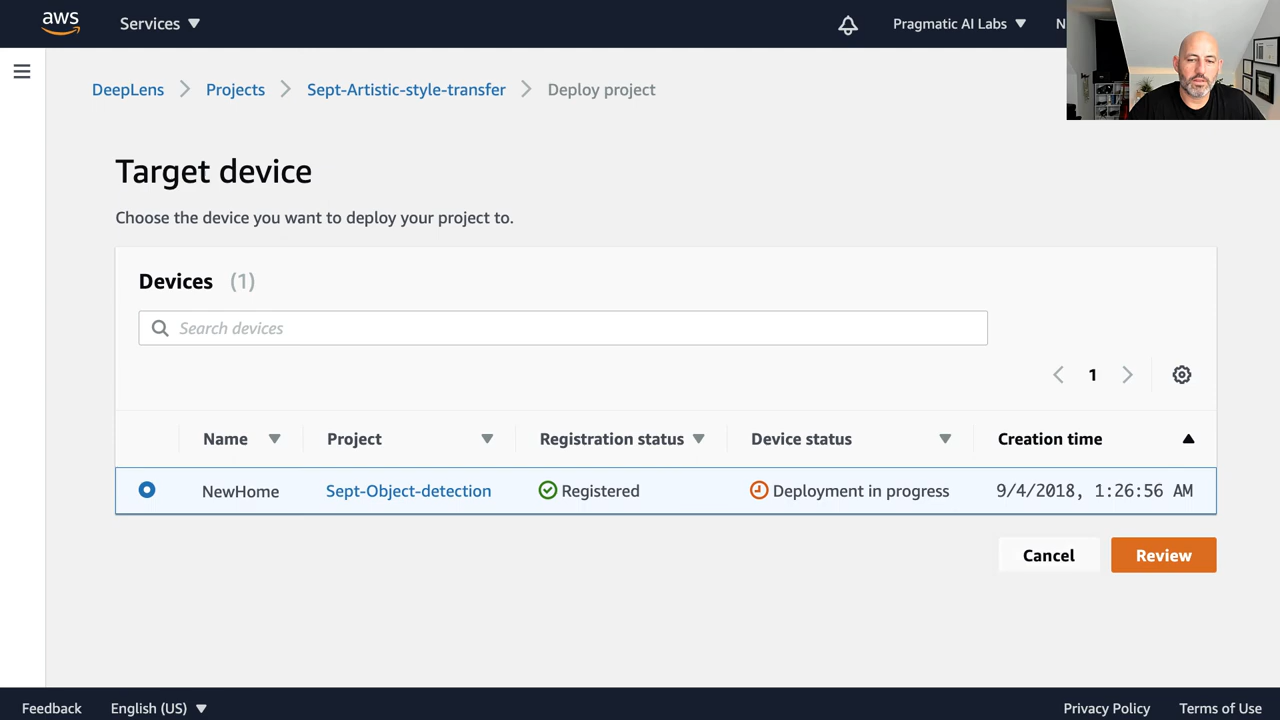 aws
Services
Pragmatic AI Labs
N
DeepLens
Projects
Sept-Artistic-style-transfer
Deploy project
Target device
Choose the device you want to deploy your project to.
Devices (1)
Search devices
1
Name
Project
Registration status
Device status
Creation time
NewHome
Sept-Object-detection
Registered
Deployment in progress
9/4/2018, 1:26:56 AM
Cancel
Review
Feedback
English (US)
Privacy Policy
Terms of Use